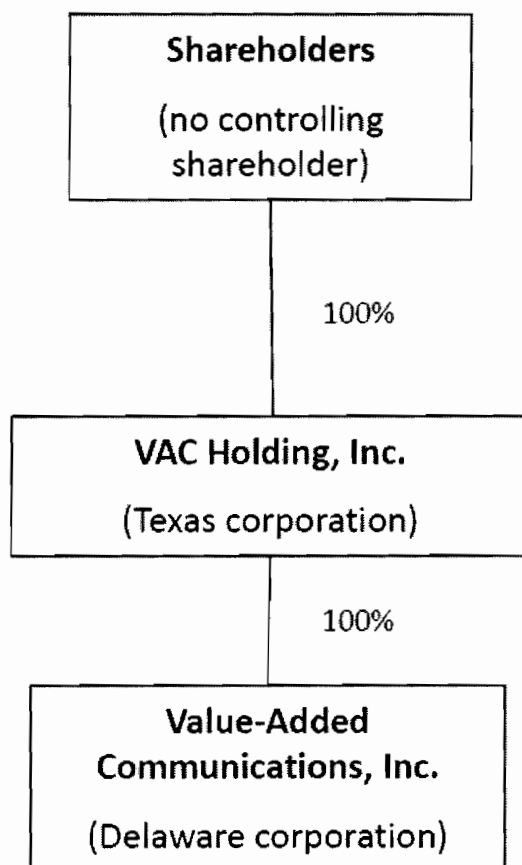 Shareholders
(no controlling
shareholder)
100%
VAC Holding, Inc.
(Texas corporation)
100%
Value-Added
Communications, Inc.
(Delaware corporation)